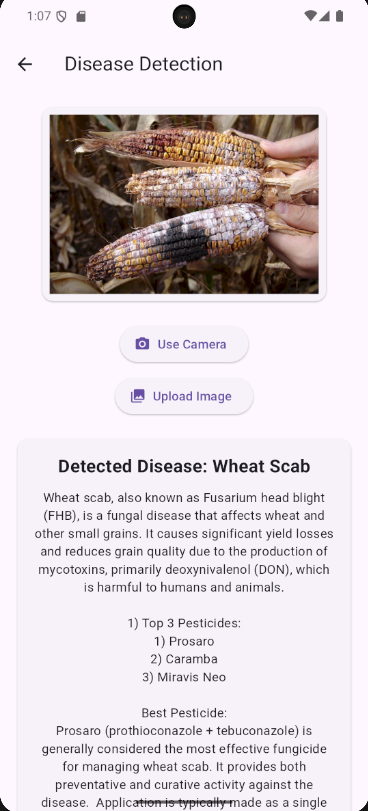 1:07
Disease Detection
Use Camera
Upload Image
Detected Disease: Wheat Scab
Wheat scab, also known as Fusarium head blight
(FHB), is a fungal disease that affects wheat and
other small grains. It causes significant yield losses
and reduces grain quality due to the production of
mycotoxins, primarily deoxynivalenol (DON), which
is harmful to humans and animals.
1) Top 3 Pesticides:
1) Prosaro
2) Caramba
3) Miravis Neo
Best Pesticide:
Prosaro (prothioconazole + tebuconazole) is
generally considered the most effective fungicide
for managing wheat scab. It provides both
preventative and curative activity against the
disease. Application is typically made as a single